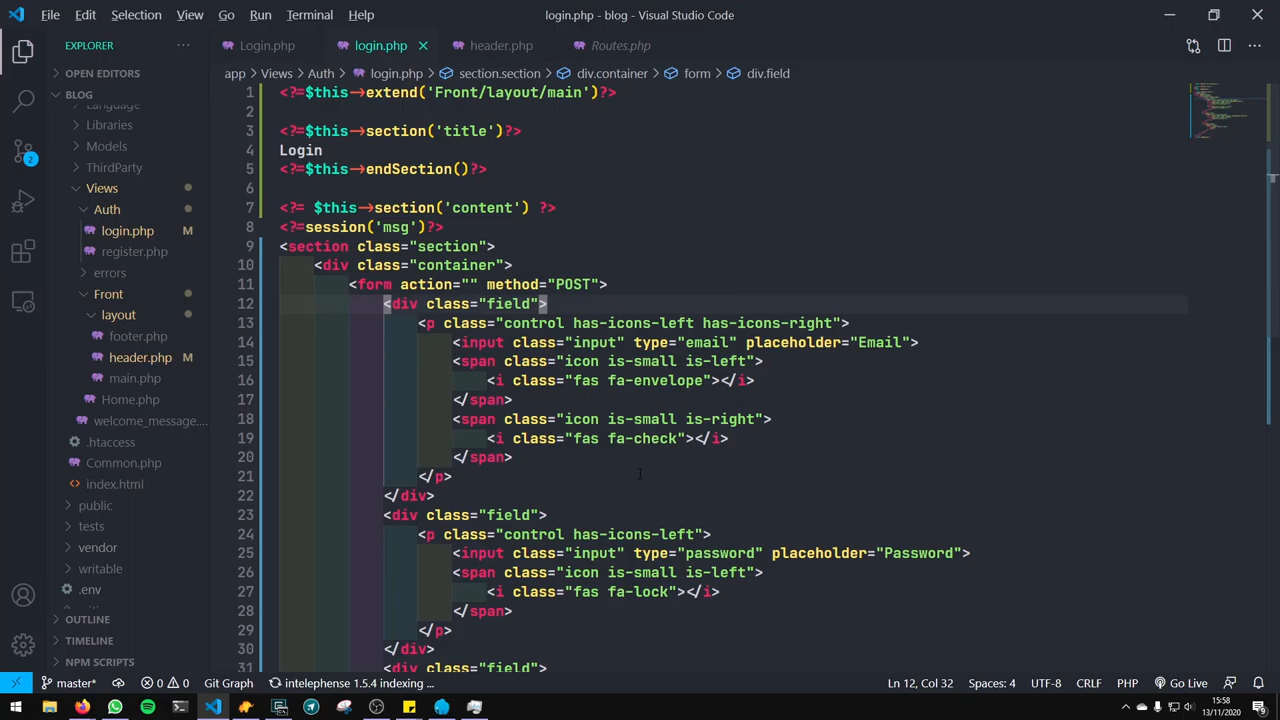 File Edit Selection View Go Run Terminal Help
login.php - blog - Visual Studio Code
EXPLORER
Login.php
login.php
header.php
Routes.php
OPEN EDITORS
app > Views > Auth > login.php > section.section > div.container > form > div.field
BLOG
Language
Libraries
Models
ThirdParty
Views
Auth
login.php M
register.php
errors
Front
layout
footer.php
header.php M
main.php
Home.php
welcome_message....
.htaccess
Common.php
index.html
public
tests
vendor
writable
.env
OUTLINE
TIMELINE
NPM SCRIPTS
2
1 <?=$this->extend('Front/layout/main')?>
2
3 <?=$this->section('title')?>
4 Login
5 <?=$this->endSection()?>
6
7 <?= $this->section('content') ?>
8 <?=session('msg')?>
9 <section class="section">
10 <div class="container">
11 <form action="" method="POST">
12 <div class="field">
13 <p class="control has-icons-left has-icons-right">
14 <input class="input" type="email" placeholder="Email">
15 <span class="icon is-small is-left">
16 <i class="fas fa-envelope"></i>
17 </span>
18 <span class="icon is-small is-right">
19 <i class="fas fa-check"></i>
20 </span>
21 </p>
22 </div>
23 <div class="field">
24 <p class="control has-icons-left">
25 <input class="input" type="password" placeholder="Password">
26 <span class="icon is-small is-left">
27 <i class="fas fa-lock"></i>
28 </span>
29 </p>
30 </div>
31 <div class="field">
master* 0 0 Git Graph intelephense 1.5.4 indexing ... Ln 12, Col 32 Spaces: 4 UTF-8 CRLF PHP Go Live
15:58
13/11/2020